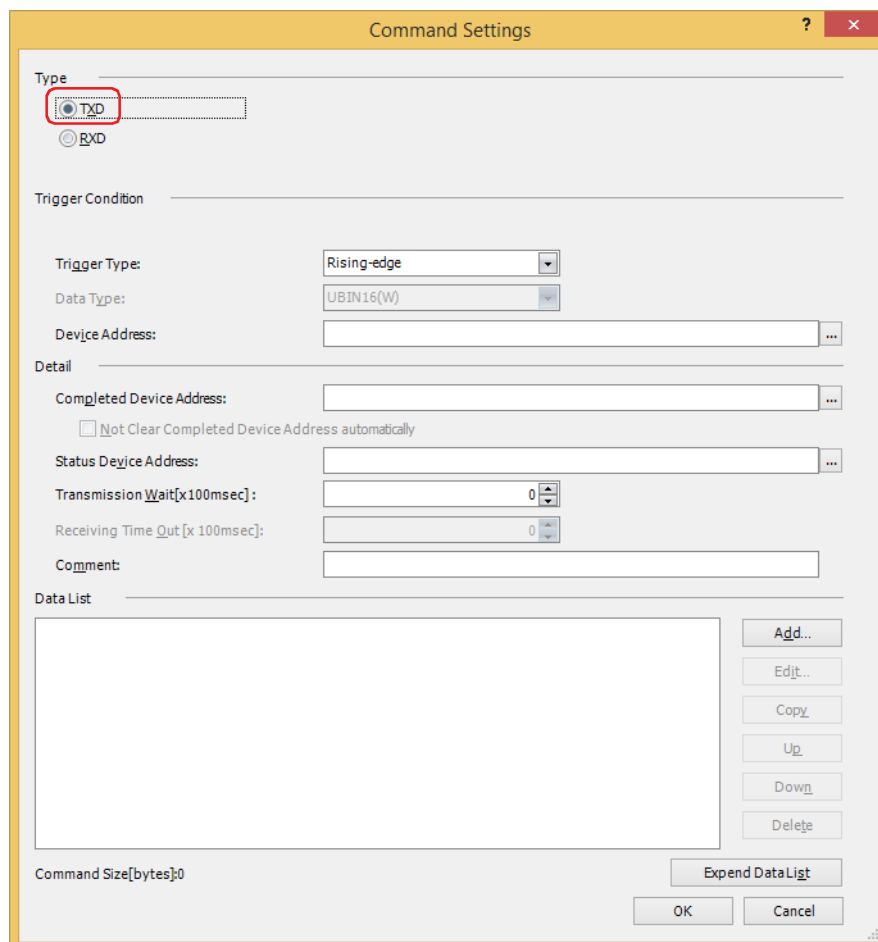 Command Settings
?
Type
TXD
RXD
Trigger Condition
Trigger Type: Rising-edge
Data Type: UBIN16(W)
Device Address: ...
Detail
Completed Device Address: ...
Not Clear Completed Device Address automatically
Status Device Address: ...
Transmission Wait[x100msec] : 0
Receiving Time Out [x 100msec]: 0
Comment:
Data List
Add...
Edit...
Copy
Up
Down
Delete
Command Size[bytes]:0
Expend Data List
OK Cancel